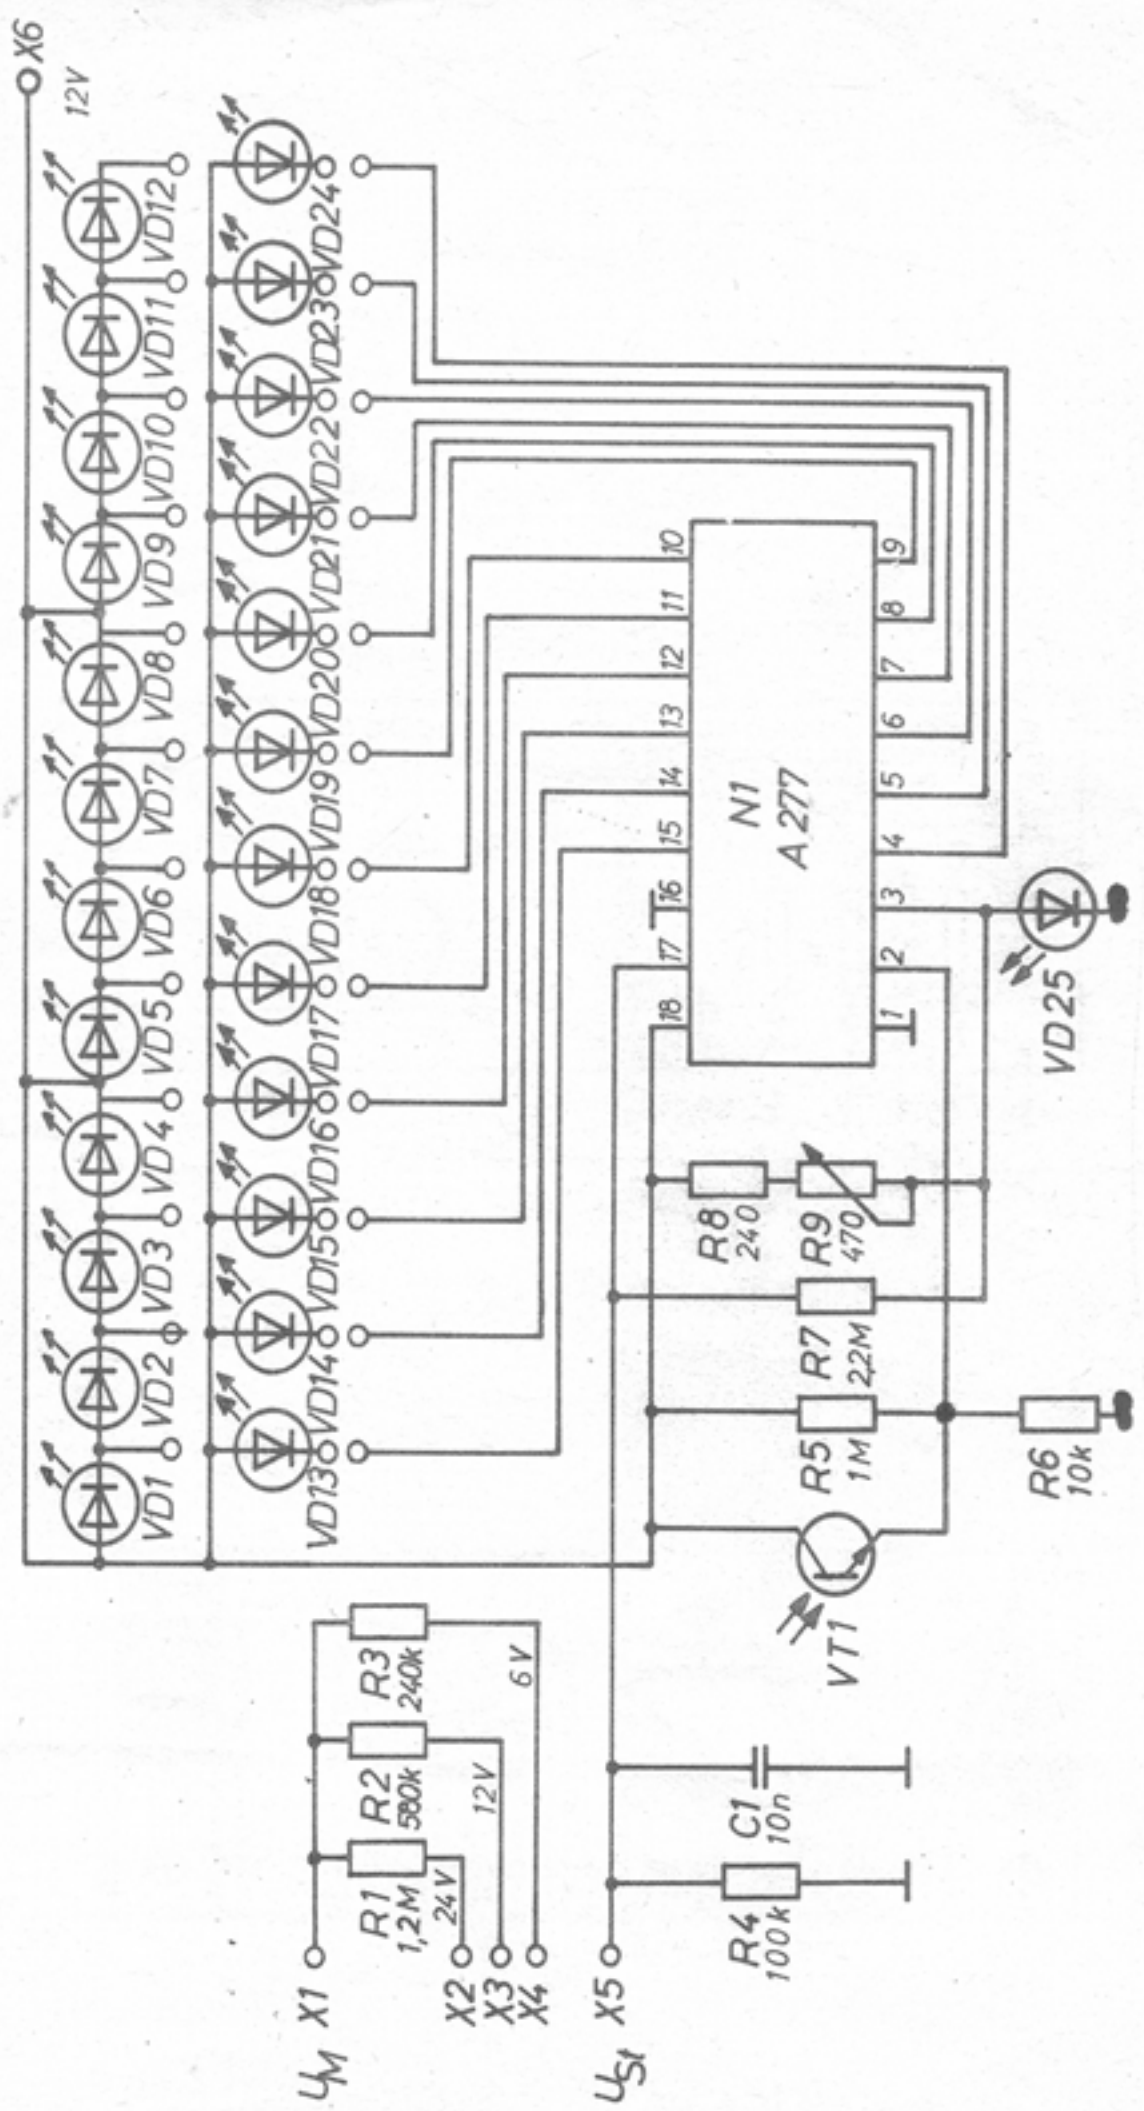 X6
12V
VD1
VD2
VD3
VD4
VD5
VD6
VD7
VD8
VD9
VD10
VD11
VD12
VD13
VD14
VD15
VD16
VD17
VD18
VD19
VD20
VD21
VD22
VD23
VD24
U_M X1
R1
1,2M
24V
R2
580k
12V
R3
240k
6V
X2
X3
X4
U_St X5
18
17
16
15
14
13
12
11
10
N1
A 277
1
2
3
4
5
6
7
8
9
R4
100k
C1
10n
VT1
R5
1M
R7
2,2M
R8
240
R9
470
R6
10k
VD25